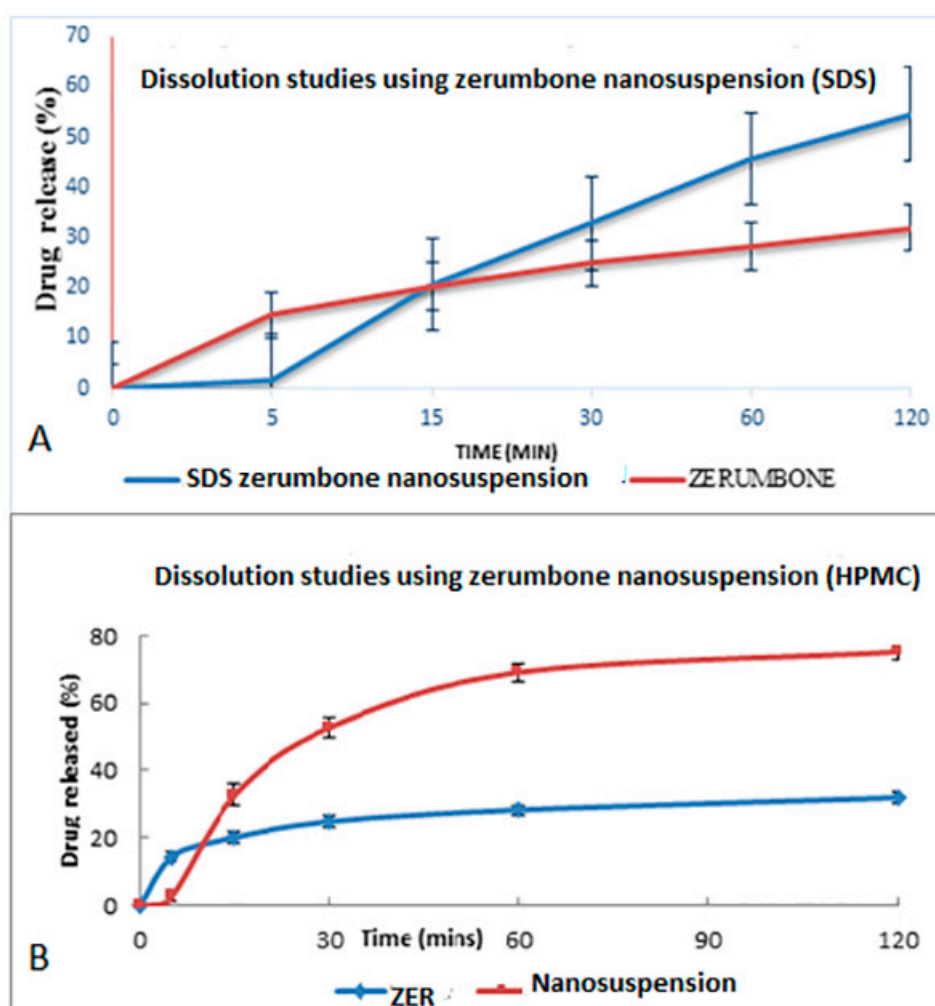 70
Dissolution studies using zerumbone nanosuspension (SDS)
60
50
40
30
20
10
0
Drug release (%)
0 5 15 30 60 120
TIME (MIN)
A
SDS zerumbone nanosuspension ZERUMBONE
Dissolution studies using zerumbone nanosuspension (HPMC)
80
60
40
20
0
Drug released (%)
0 30 Time (mins) 60 90 120
B
ZER Nanosuspension